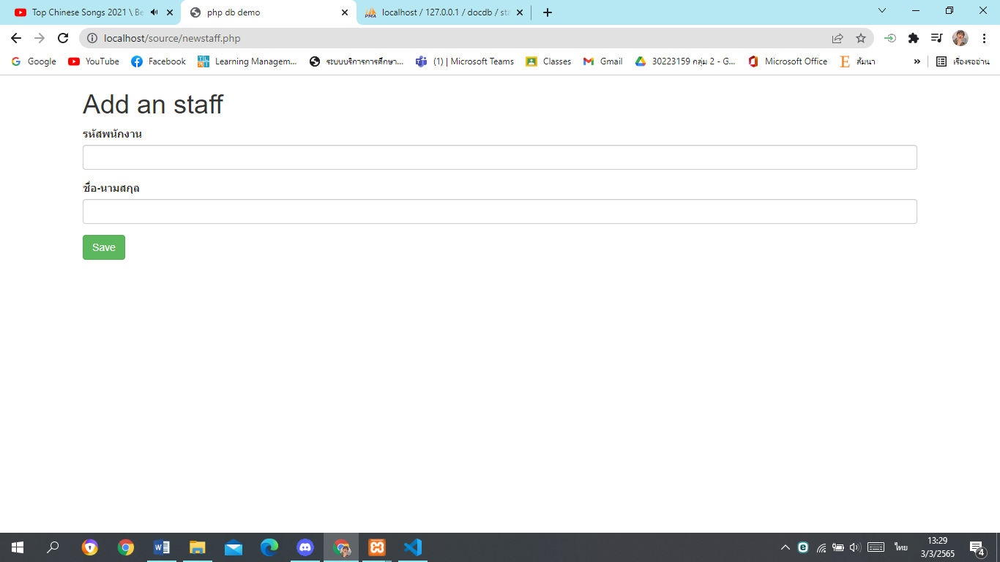 Top Chinese Songs 2021 \ Be
php db demo
localhost / 127.0.0.1 / docdb / sta
localhost/source/newstaff.php
Google
YouTube
Facebook
Learning Managem...
ระบบบริการการศึกษา...
(1) | Microsoft Teams
Classes
Gmail
30223159 กลุ่ม 2 - G...
Microsoft Office
สัมนา
»
เรื่องรออ่าน
Add an staff
รหัสพนักงาน
ชื่อ-นามสกุล
Save
ไทย
13:29
3/3/2565
4